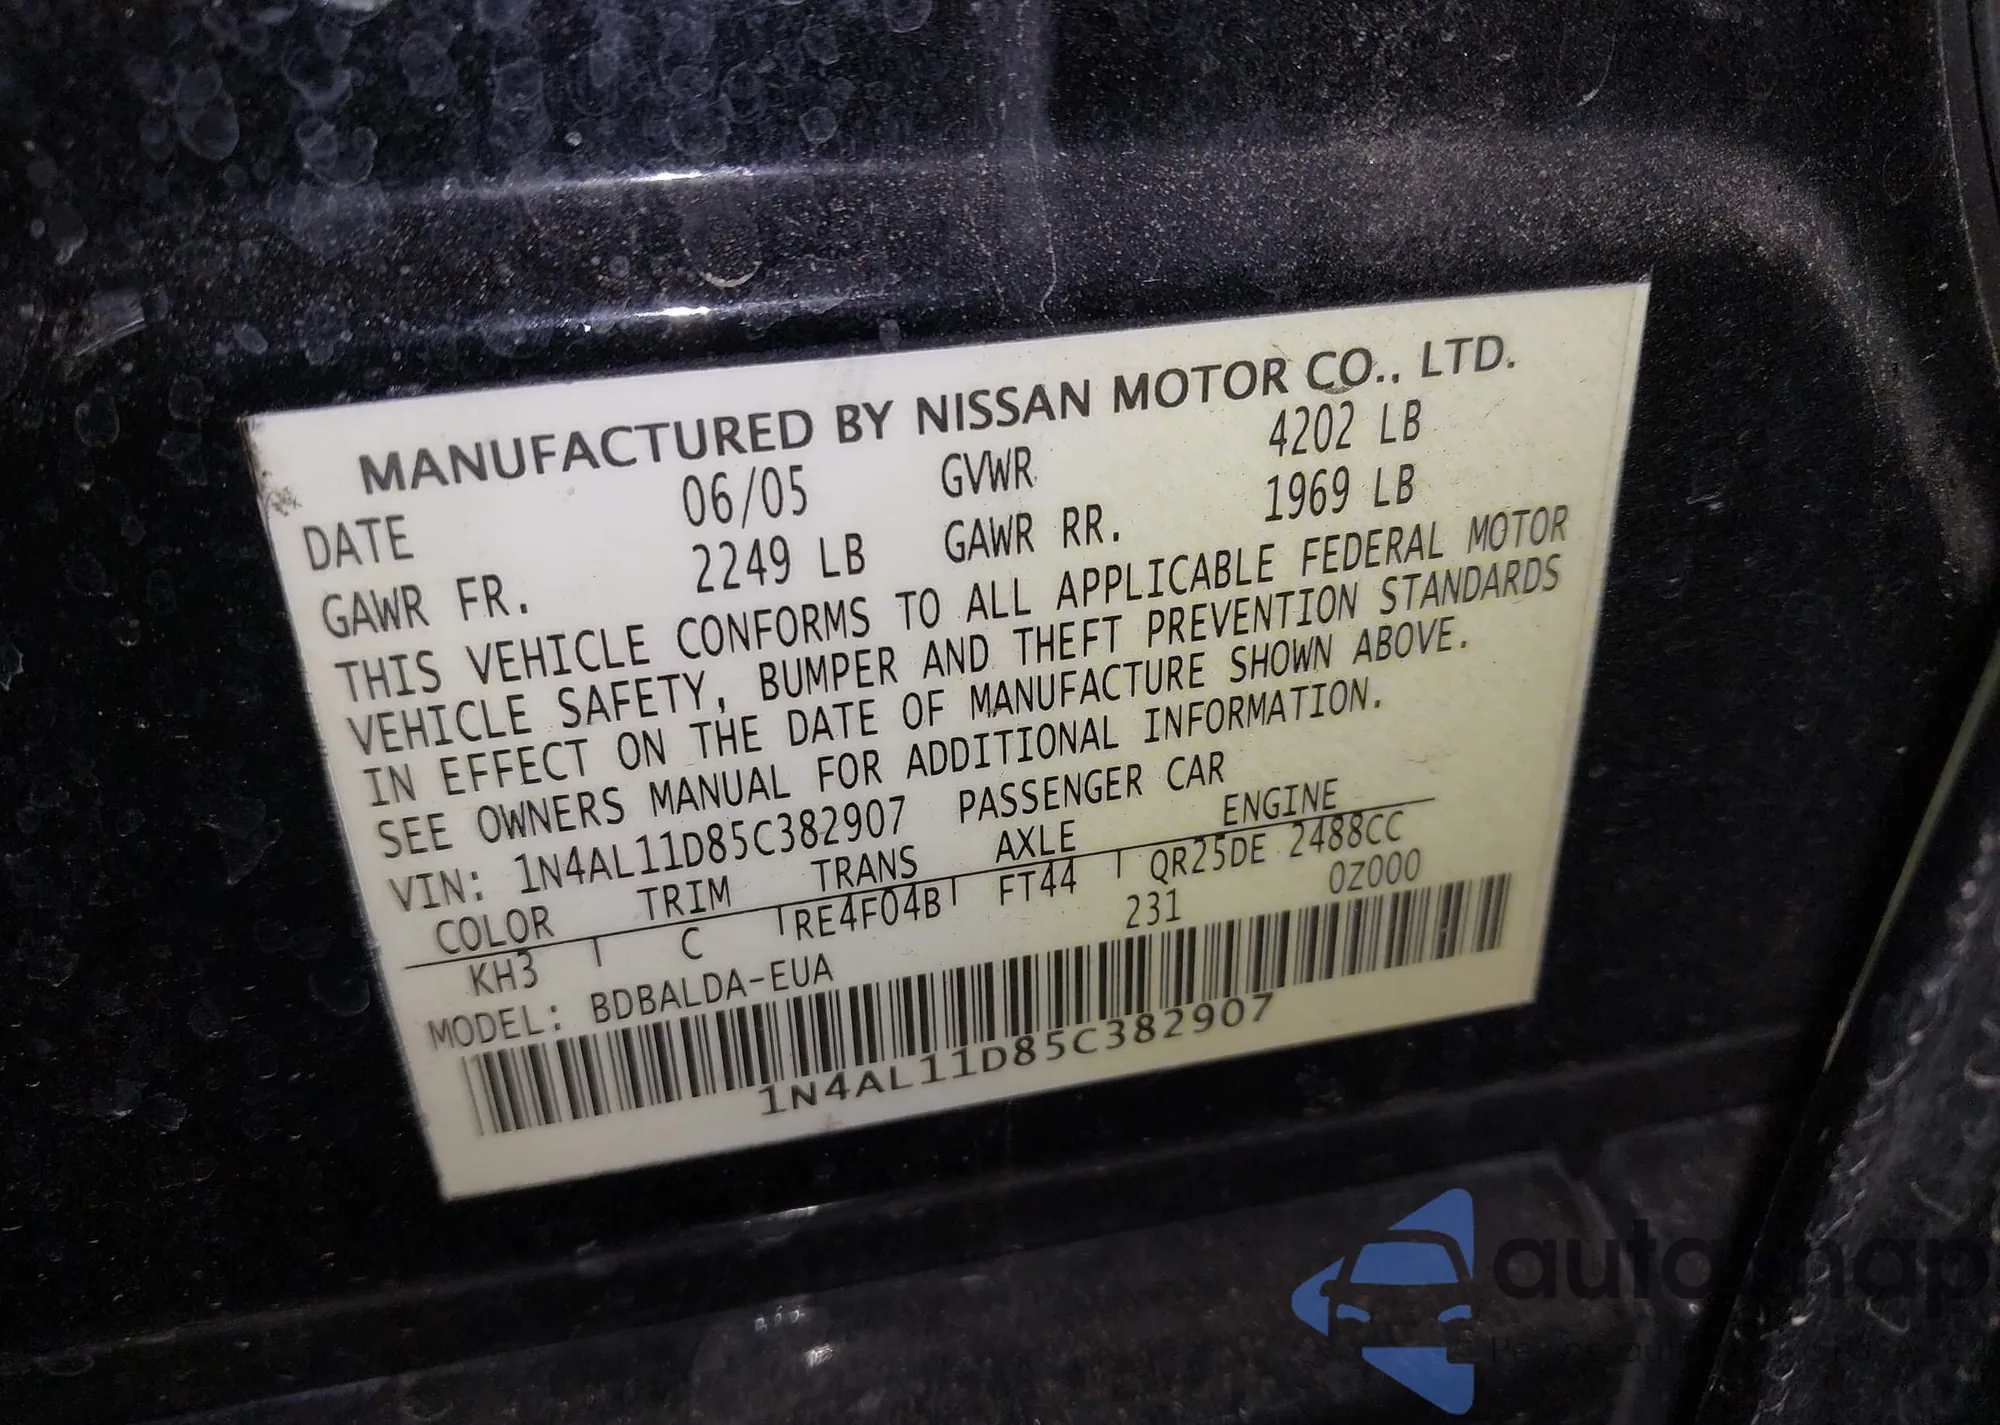 MANUFACTURED BY NISSAN MOTOR CO., LTD.
DATE 06/05 GVWR 4202 LB
GAWR FR. 2249 LB GAWR RR. 1969 LB
THIS VEHICLE CONFORMS TO ALL APPLICABLE FEDERAL MOTOR
VEHICLE SAFETY, BUMPER AND THEFT PREVENTION STANDARDS
IN EFFECT ON THE DATE OF MANUFACTURE SHOWN ABOVE.
SEE OWNERS MANUAL FOR ADDITIONAL INFORMATION.
VIN: 1N4AL11D85C382907 PASSENGER CAR
COLOR TRIM TRANS AXLE ENGINE
KH3 C RE4F04B FT44 QR25DE 2488CC
MODEL: BDBALDA-EUA 231 0Z000
1N4AL11D85C382907